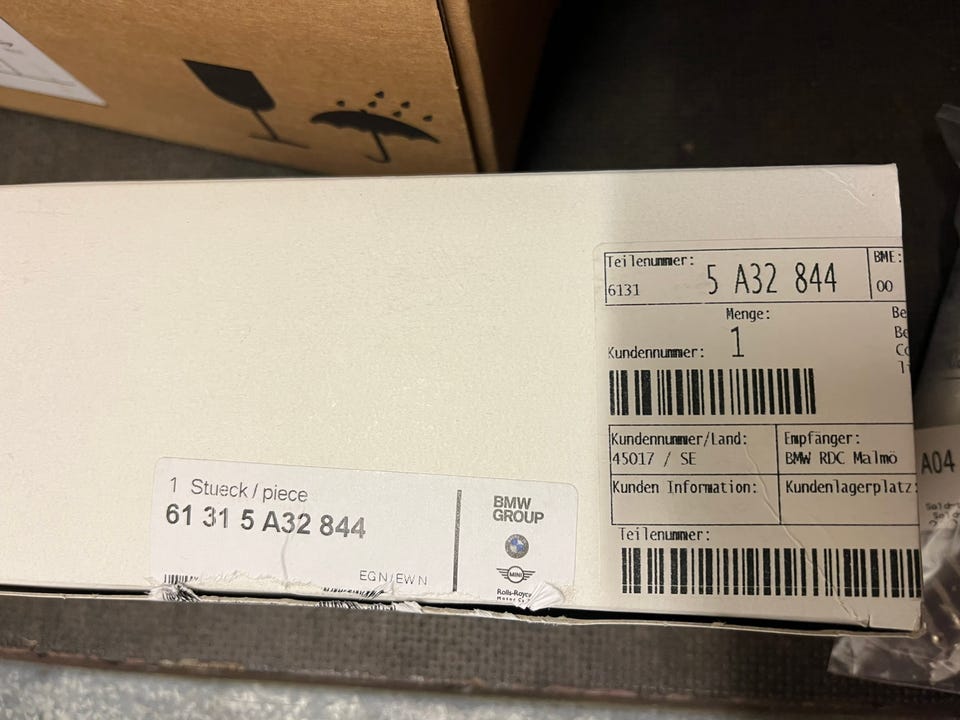 Teilenummer:
BME:
6131 5 A32 844
00
Menge:
Kundennummer: 1
Kundennummer/Land:
45017 / SE
Empfänger:
BMW RDC Malmö
Kunden Information:
Kundenlagerplatz:
Teilenummer:
1 Stueck / piece
61 31 5 A32 844
EGN/EWN
BMW
GROUP
MINI
Rolls-Royce
A04